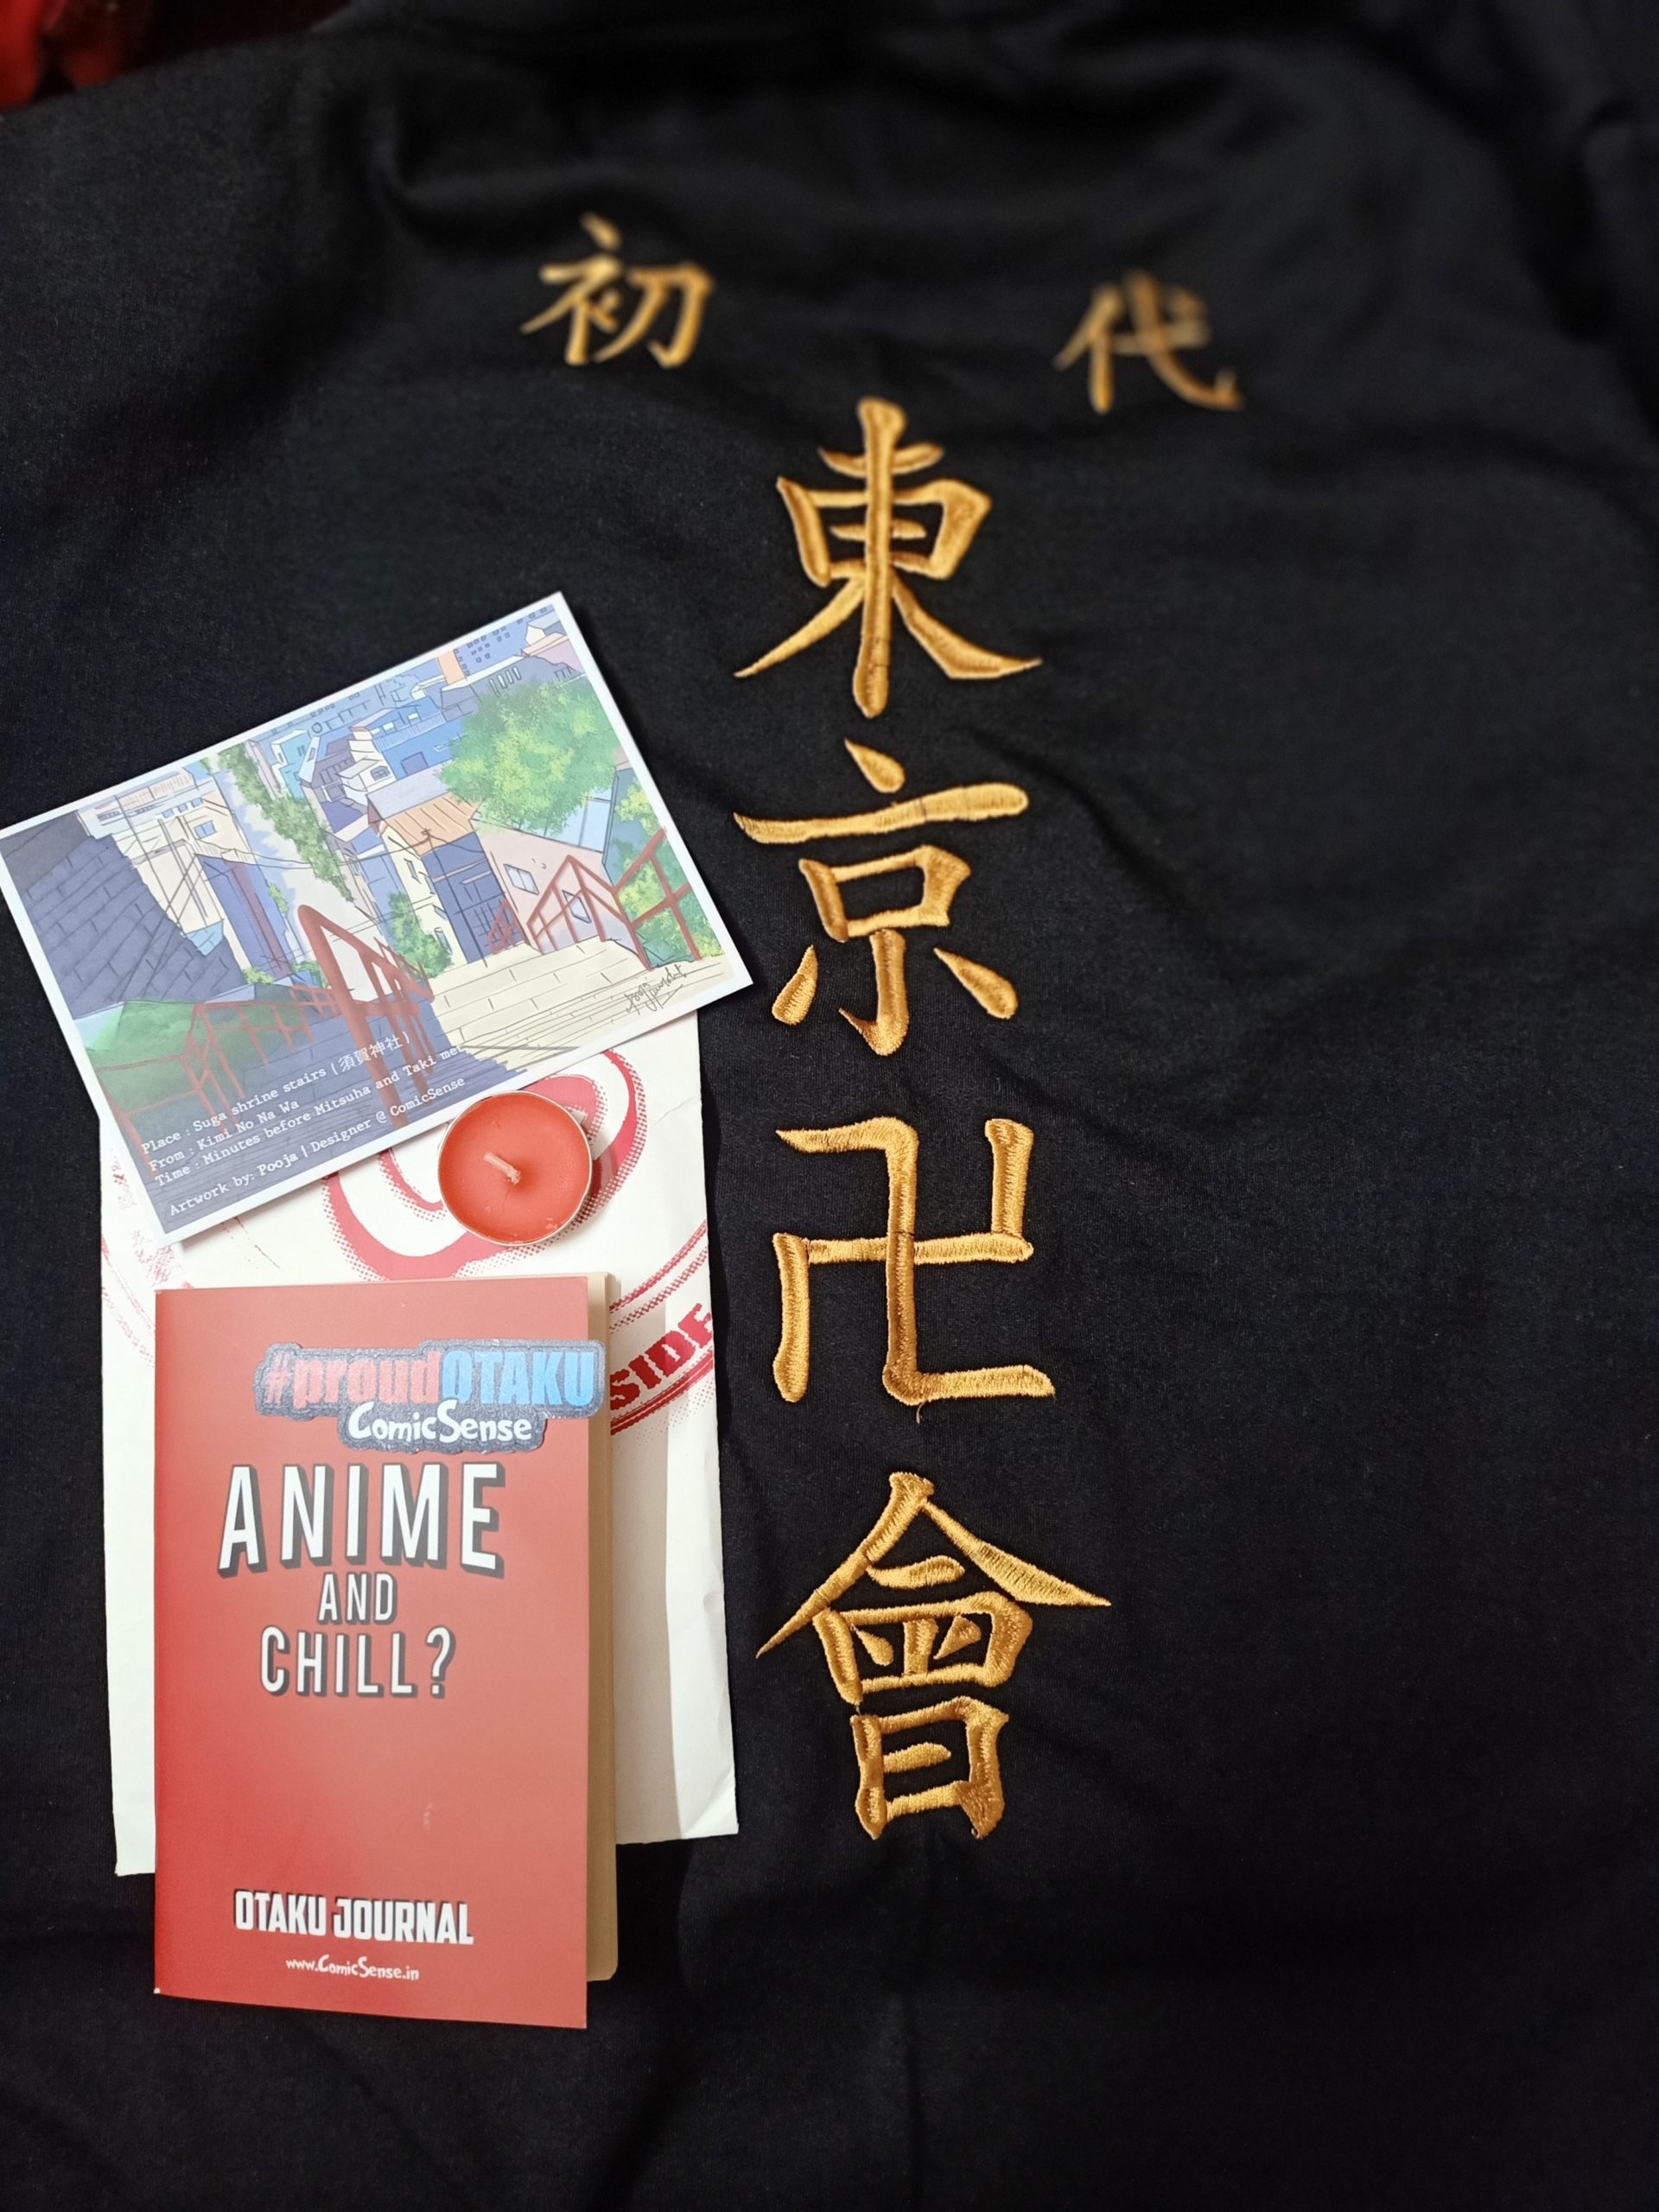 初 代
東
京
卍
會
Place : Suga shrine stairs (須賀神社)
From : Kimi No Na Wa
Time : Minutes before Mitsuha and Taki met
Artwork by: Pooja | Designer @ ComicSense
SIDE
#proudOTAKU
ComicSense
ANIME
AND
CHILL?
OTAKU JOURNAL
www.ComicSense.in